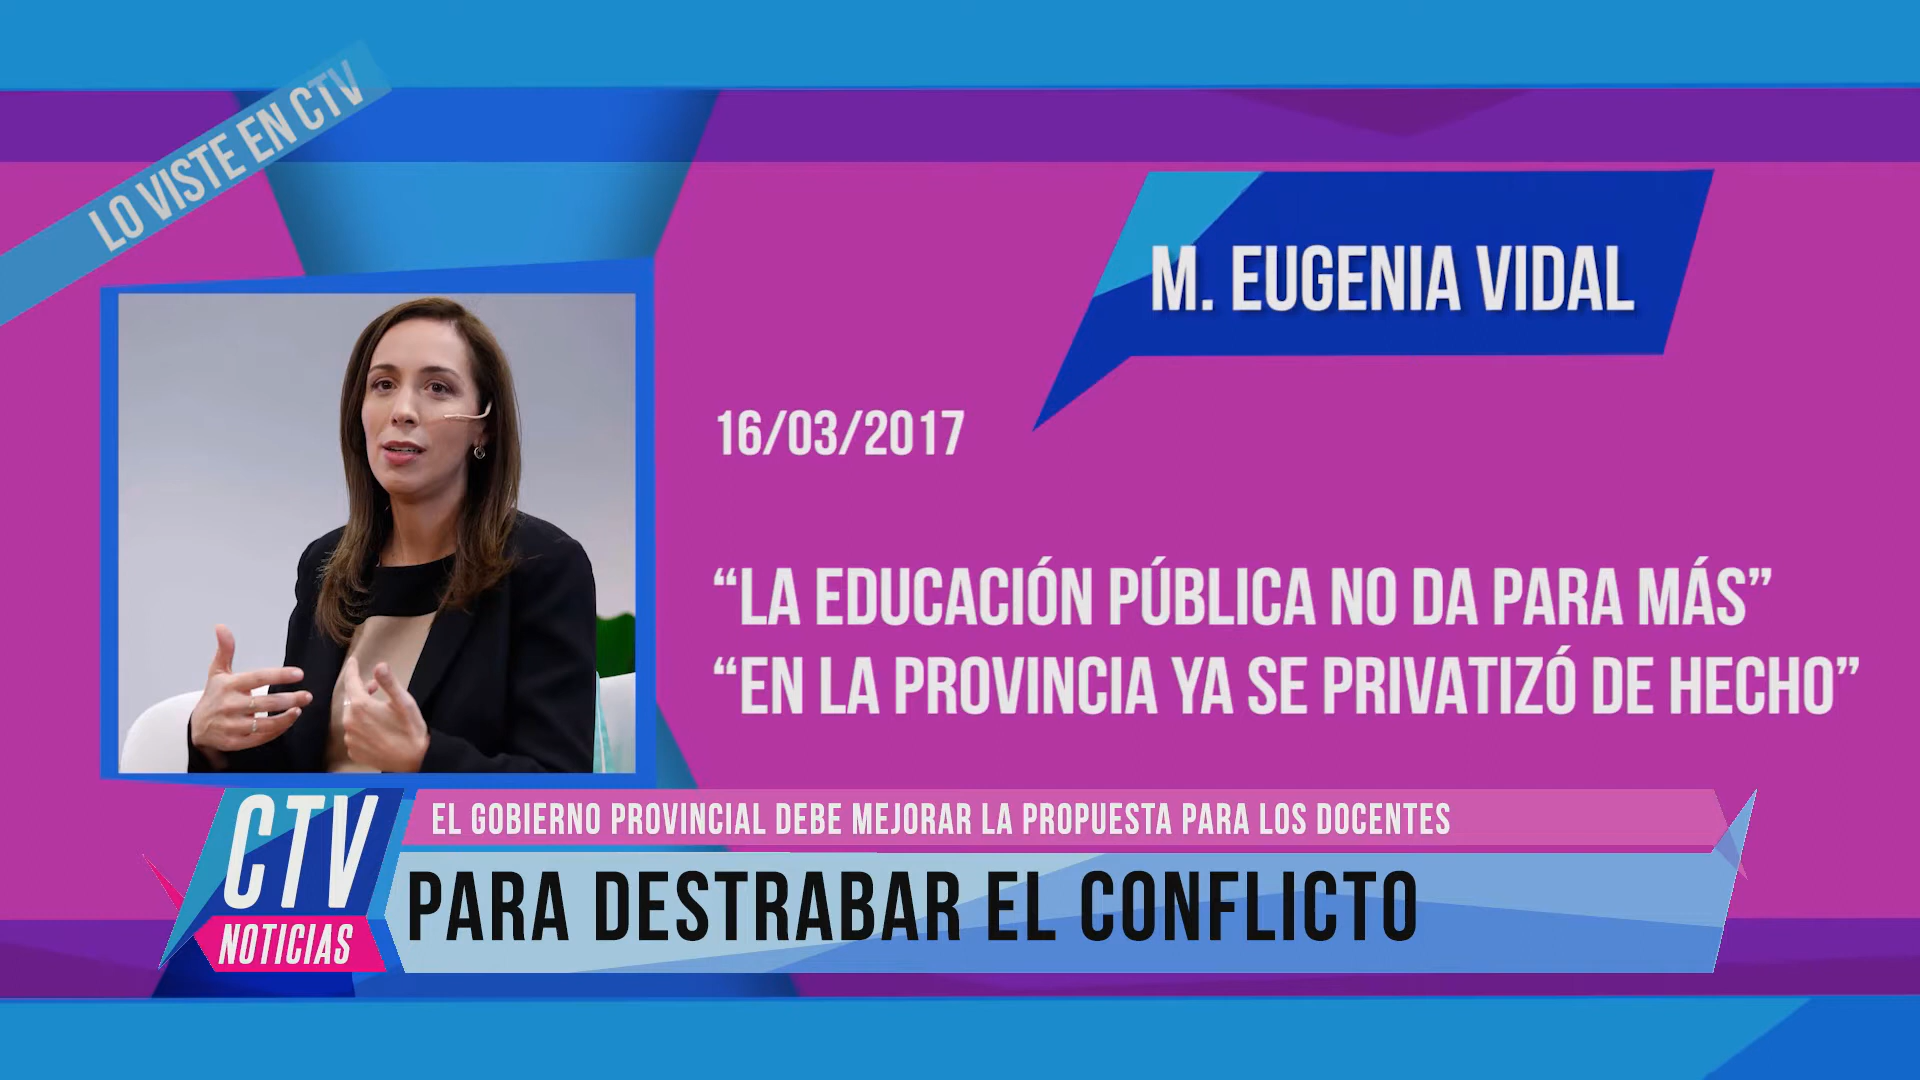 LO VISTE EN CTV
M. EUGENIA VIDAL
16/03/2017
“LA EDUCACIÓN PÚBLICA NO DA PARA MÁS”
“EN LA PROVINCIA YA SE PRIVATIZÓ DE HECHO”
CTV
NOTICIAS
EL GOBIERNO PROVINCIAL DEBE MEJORAR LA PROPUESTA PARA LOS DOCENTES
PARA DESTRABAR EL CONFLICTO